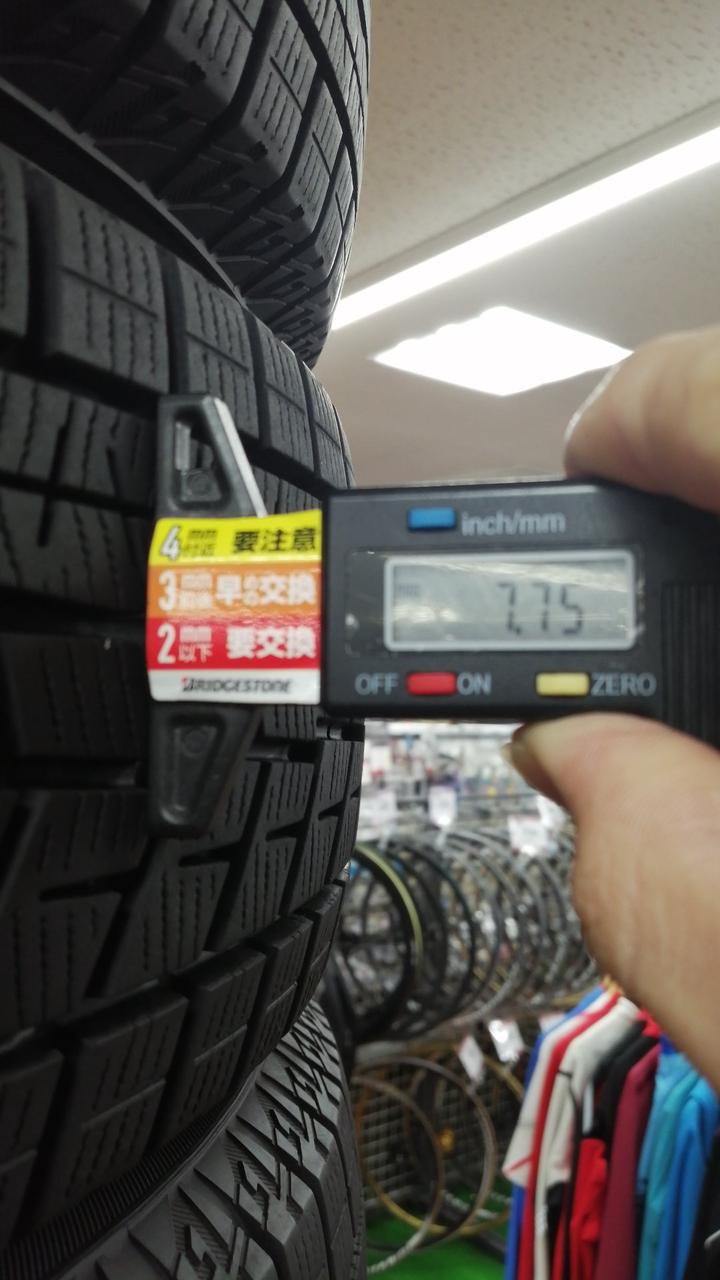 inch/mm
7.75
OFF ON ZERO
4mm付近 要注意
3mm前後 早めの交換
2mm以下 要交換
BRIDGESTONE